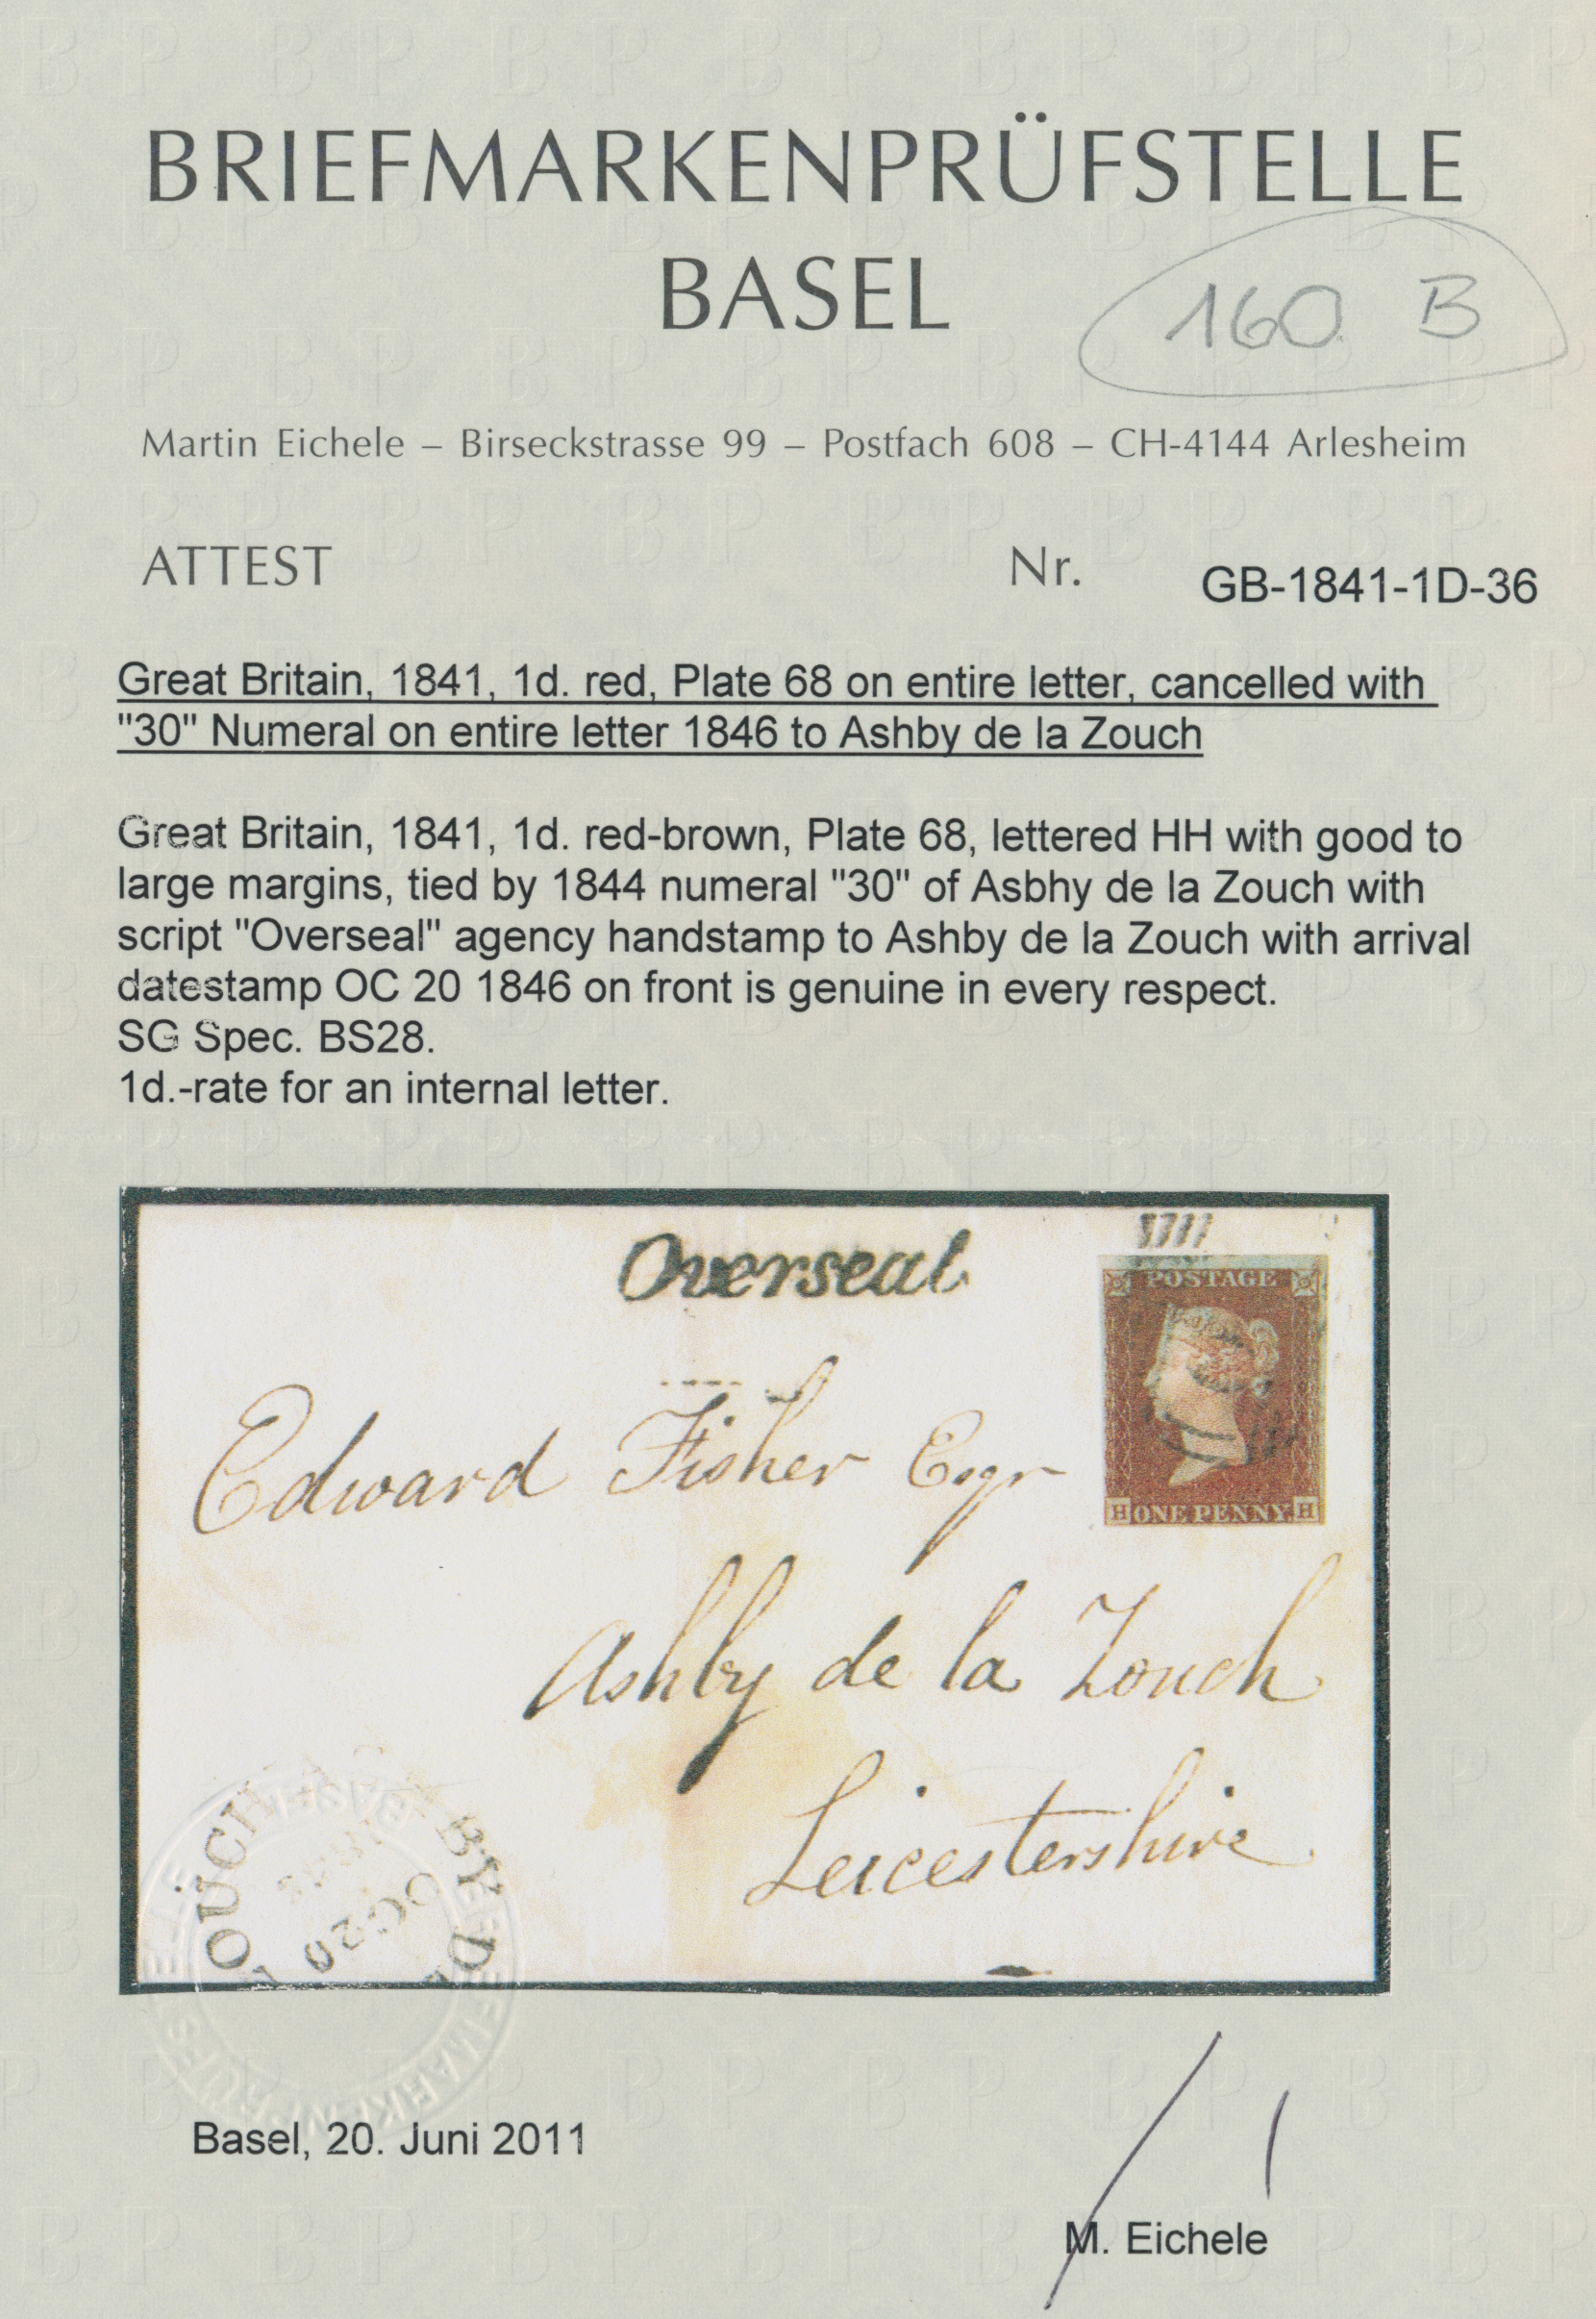 BRIEFMARKENPRÜFSTELLE
BASEL
160 B
Martin Eichele – Birseckstrasse 99 – Postfach 608 – CH-4144 Arlesheim
ATTEST Nr. GB-1841-1D-36
Great Britain, 1841, 1d. red, Plate 68 on entire letter, cancelled with
"30" Numeral on entire letter 1846 to Ashby de la Zouch
Great Britain, 1841, 1d. red-brown, Plate 68, lettered HH with good to
large margins, tied by 1844 numeral "30" of Asbhy de la Zouch with
script "Overseal" agency handstamp to Ashby de la Zouch with arrival
datestamp OC 20 1846 on front is genuine in every respect.
SG Spec. BS28.
1d.-rate for an internal letter.
Overseal
POSTAGE
H ONE PENNY H
Edward Fisher Esqr
Ashby de la Zouch
Leicestershire
OUCH BY DE
OC 20
Basel, 20. Juni 2011
M. Eichele